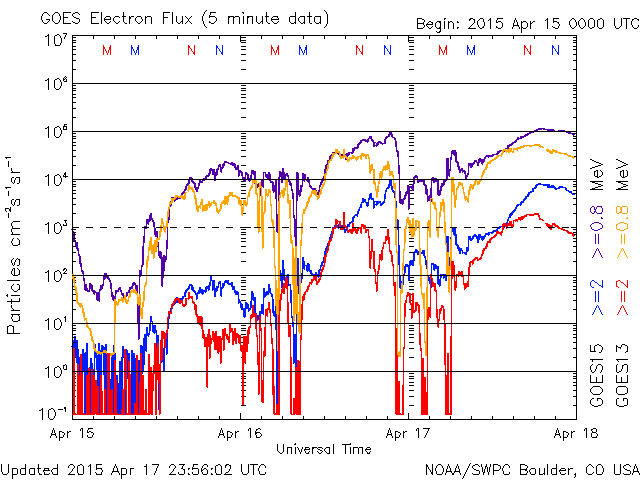 GOES Electron Flux (5 minute data)
Begin: 2015 Apr 15 0000 UTC
M M N N M M N N M M N N
10⁷
10⁶
10⁵
10⁴
10³
10²
10¹
10⁰
10⁻¹
Particles cm⁻²s⁻¹sr⁻¹
Apr 15 Apr 16 Apr 17 Apr 18
Universal Time
GOES15 >=2 >=0.8 MeV
GOES13 >=2 >=0.8 MeV
Updated 2015 Apr 17 23:56:02 UTC
NOAA/SWPC Boulder, CO USA